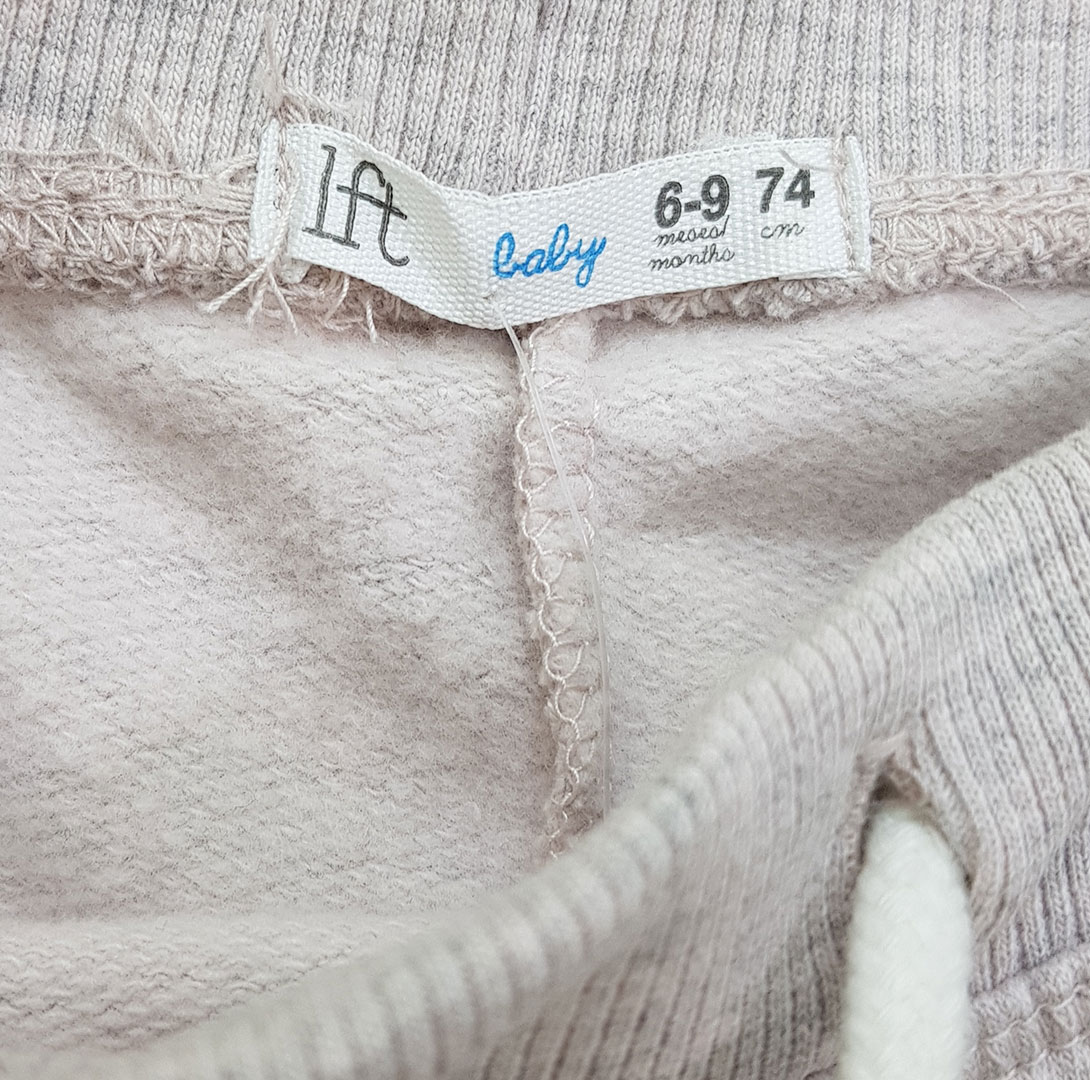 lft
baby
6-9
meses/
months
74
cm